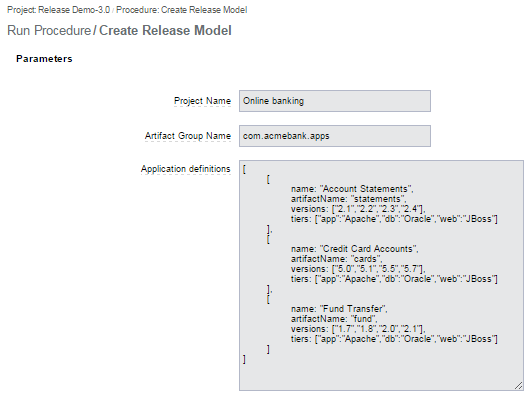 Project: Release Demo-3.0 / Procedure: Create Release Model
Run Procedure / Create Release Model
Parameters
Project Name Online banking
Artifact Group Name com.acmebank.apps
Application definitions [
[
name: "Account Statements",
artifactName: "statements",
versions: ["2.1","2.2","2.3","2.4"],
tiers: ["app":"Apache","db":"Oracle","web":"JBoss"]
],
[
name: "Credit Card Accounts",
artifactName: "cards",
versions: ["5.0","5.1","5.5","5.7"],
tiers: ["app":"Apache","db":"Oracle","web":"JBoss"]
],
[
name: "Fund Transfer",
artifactName: "fund",
versions: ["1.7","1.8","2.0","2.1"],
tiers: ["app":"Apache","db":"Oracle","web":"JBoss"]
]
]